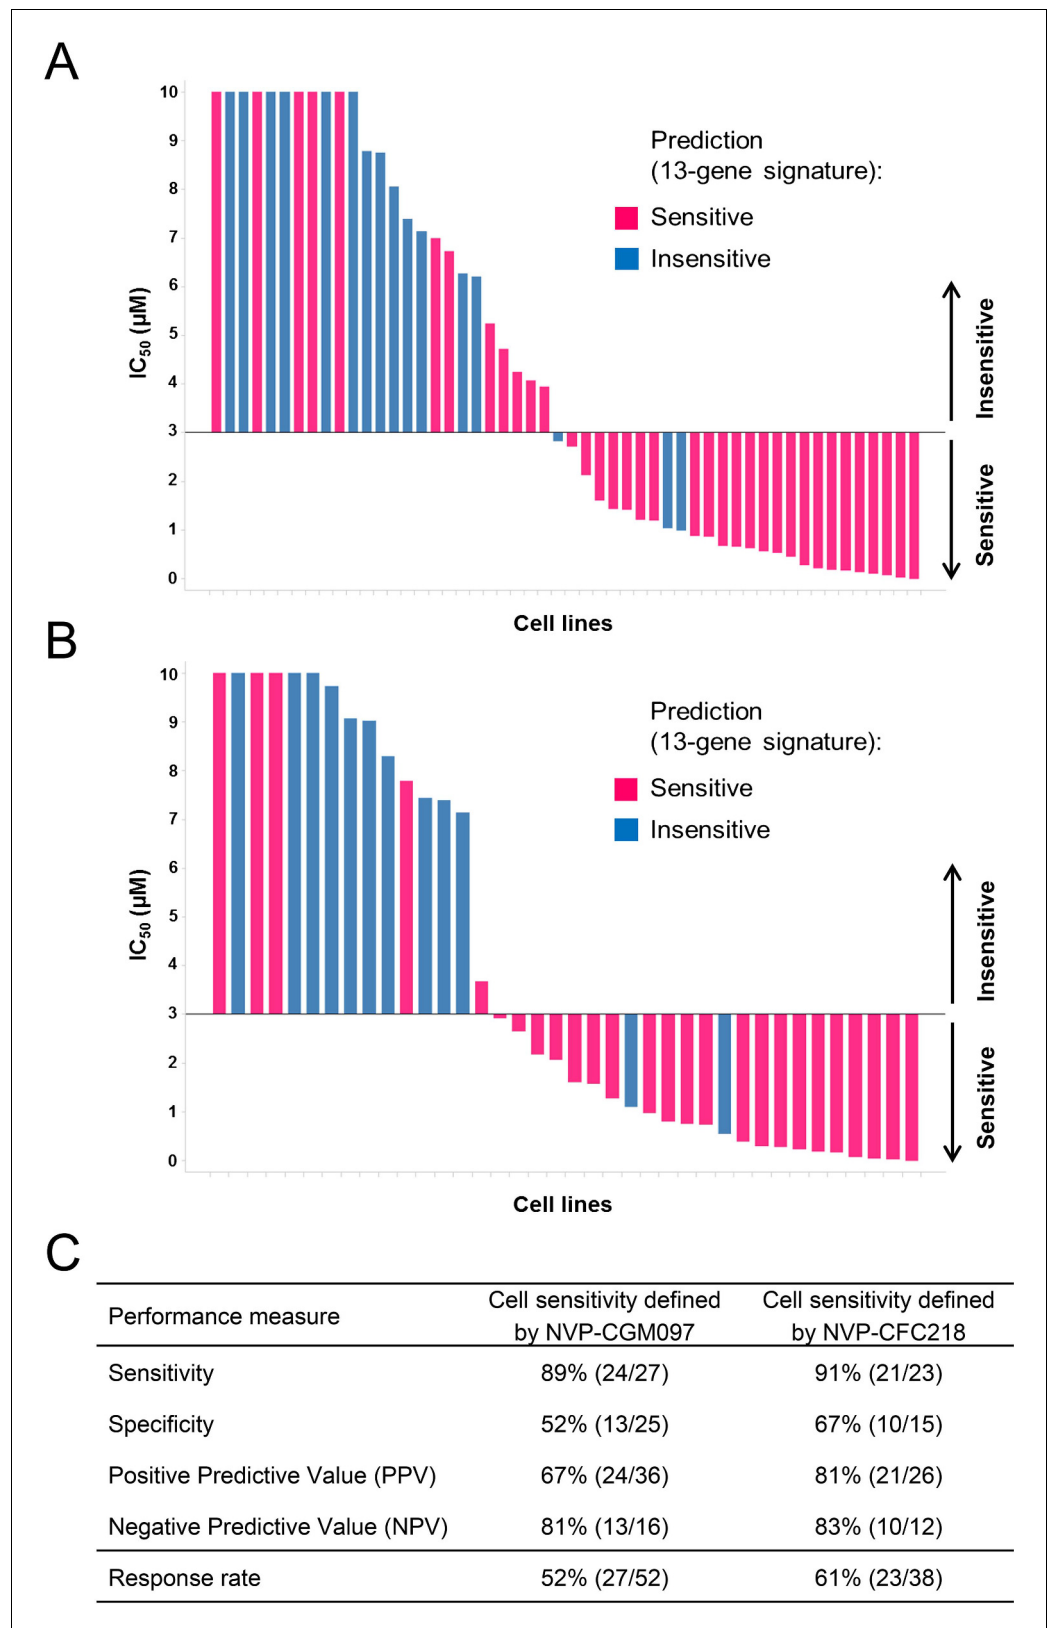 A
10
9
8
7
6
5
4
3
2
1
0
IC50 (µM)
Prediction
(13-gene signature):
Sensitive
Insensitive
Insensitive
Sensitive
Cell lines
B
10
9
8
7
6
5
4
3
2
1
0
IC50 (µM)
Prediction
(13-gene signature):
Sensitive
Insensitive
Insensitive
Sensitive
Cell lines
C
Performance measure
Cell sensitivity defined
by NVP-CGM097
Cell sensitivity defined
by NVP-CFC218
Sensitivity 89% (24/27) 91% (21/23)
Specificity 52% (13/25) 67% (10/15)
Positive Predictive Value (PPV) 67% (24/36) 81% (21/26)
Negative Predictive Value (NPV) 81% (13/16) 83% (10/12)
Response rate 52% (27/52) 61% (23/38)